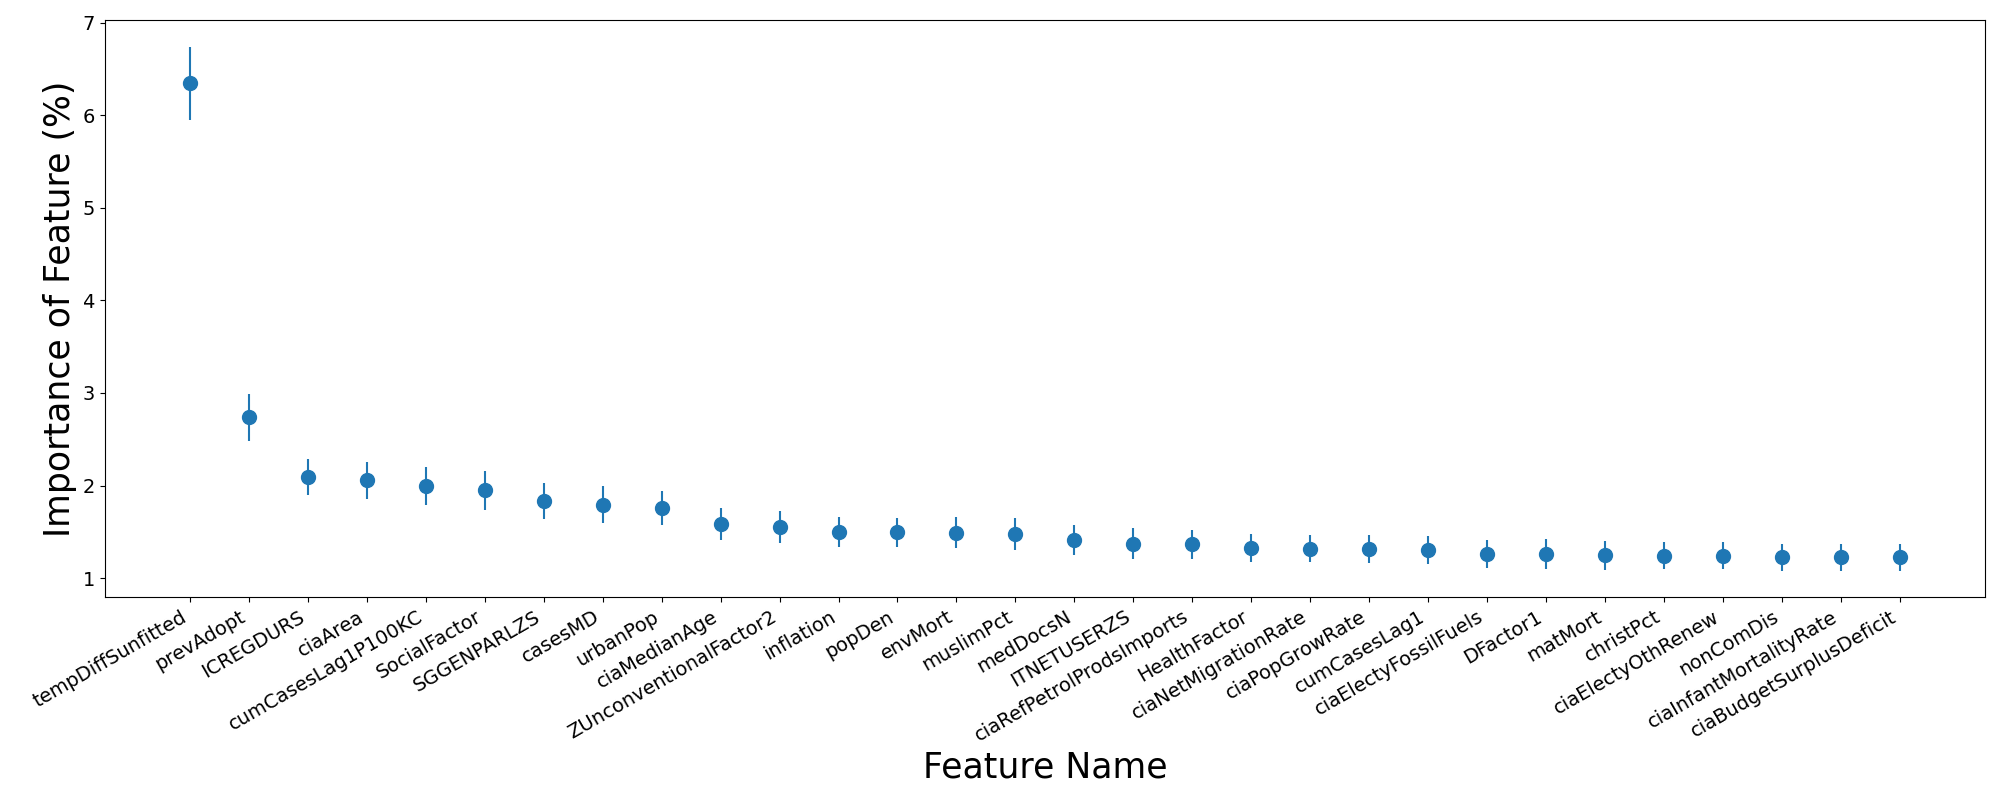 Importance of Feature (%)
7
6
5
4
3
2
1
tempDiffSunfitted
prevAdopt
ICREGDURS
ciaArea
cumCasesLag1P100KC
SocialFactor
SGGENPARLZS
casesMD
urbanPop
ciaMedianAge
ZUnconventionalFactor2
inflation
popDen
envMort
muslimPct
medDocsN
ITNETUSERZS
ciaRefPetrolProdsImports
HealthFactor
ciaNetMigrationRate
ciaPopGrowRate
cumCasesLag1
ciaElectyFossilFuels
DFactor1
matMort
christPct
ciaElectyOthRenew
nonComDis
ciaInfantMortalityRate
ciaBudgetSurplusDeficit
Feature Name